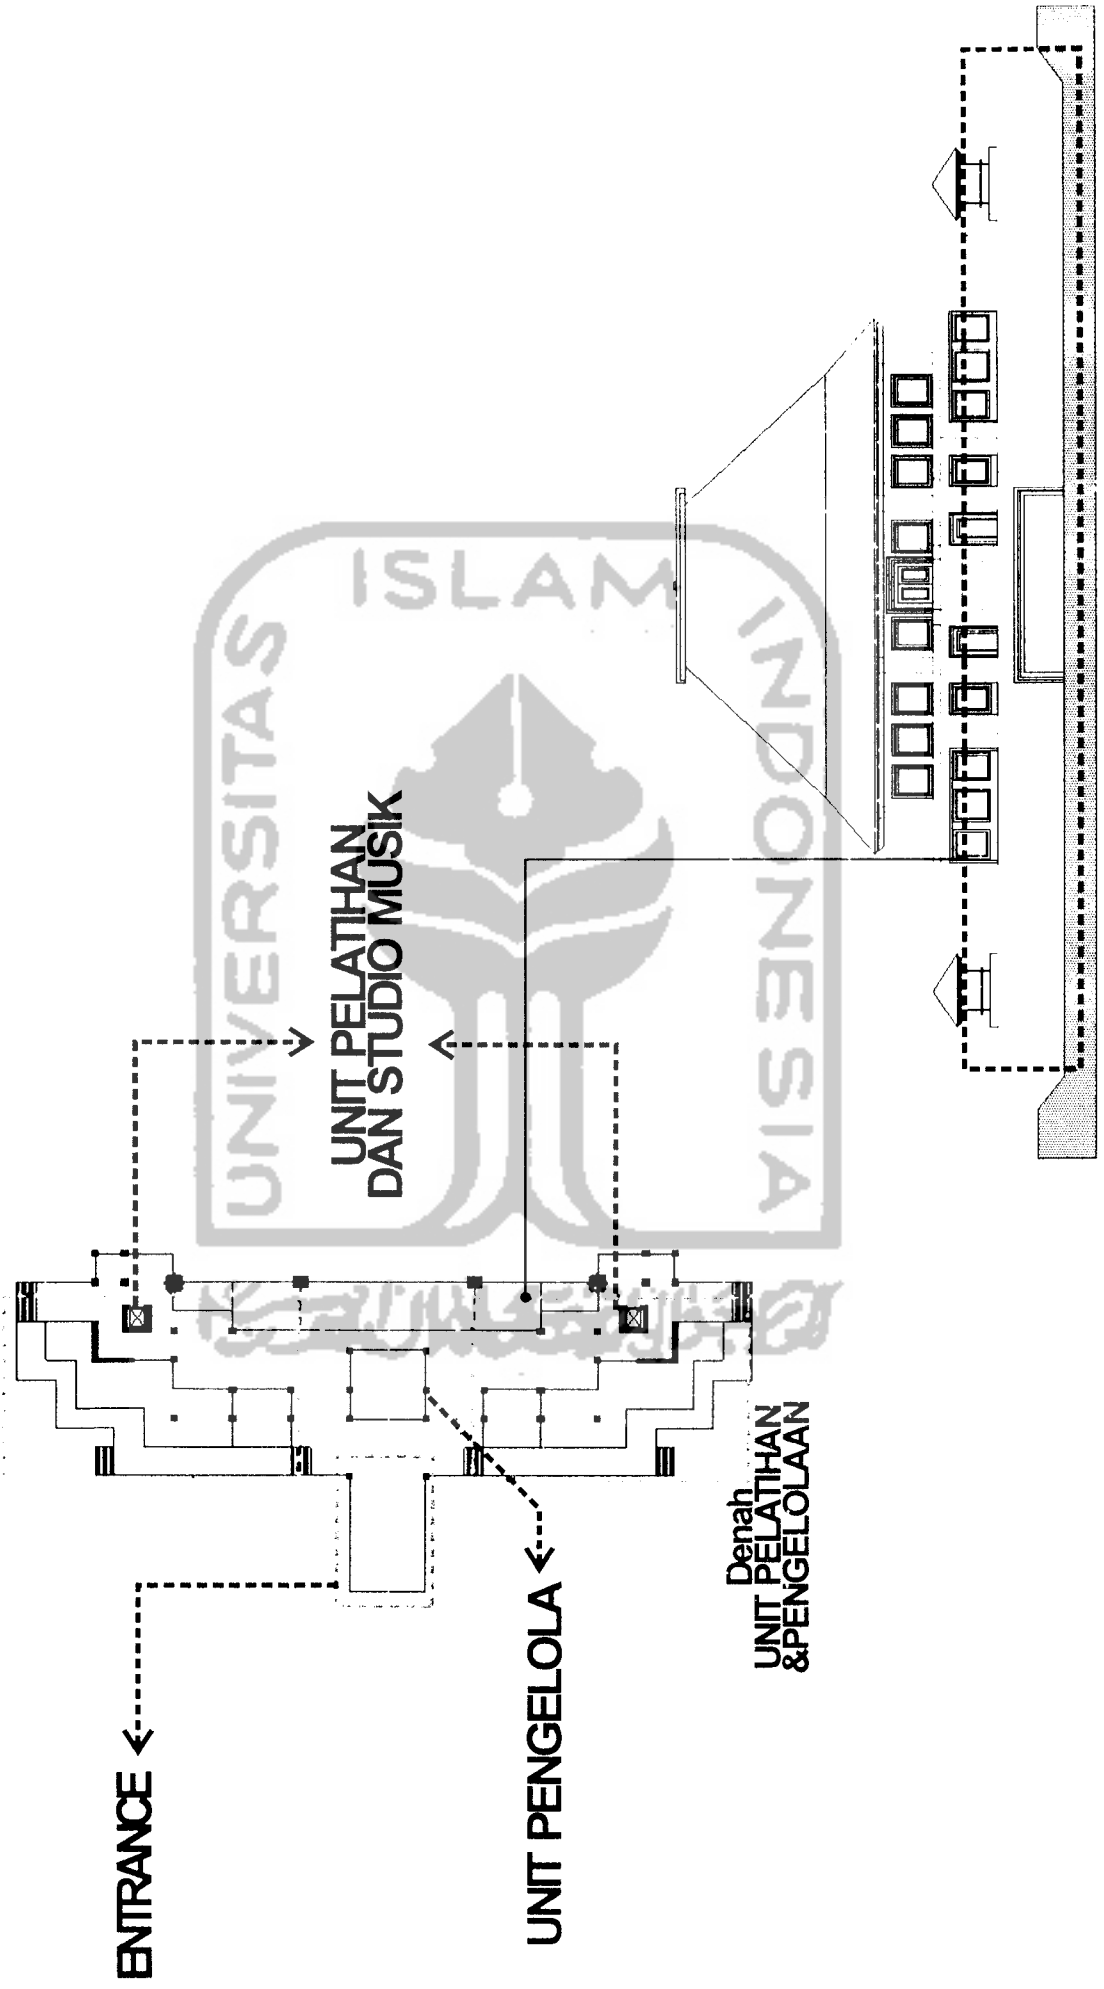 ENTRANCE
UNIT PELATIHAN
DAN STUDIO MUSIK
UNIT PENGELOLA
Denah
UNIT PELATIHAN
&PENGELOLAAN
UNIVERSITAS
ISLAM
INDONESIA